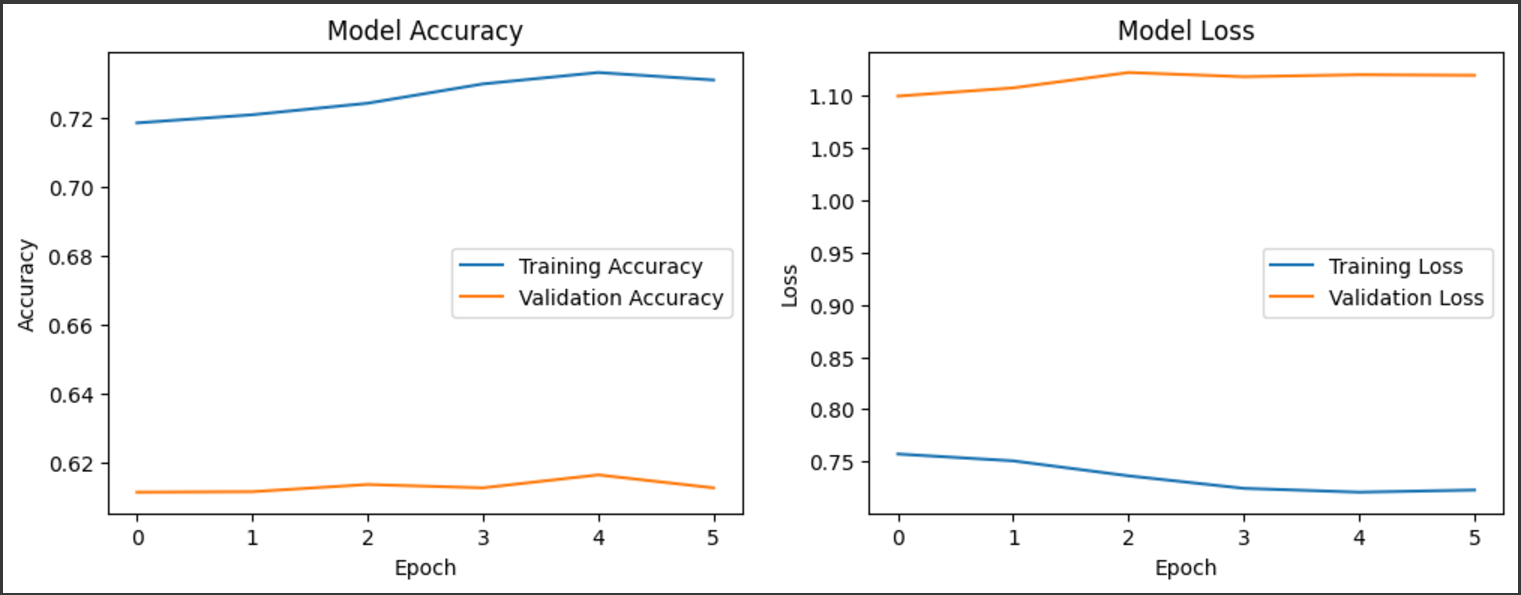 Model Accuracy
Accuracy
0.72
0.70
0.68
0.66
0.64
0.62
Training Accuracy
Validation Accuracy
0 1 2 3 4 5
Epoch
Model Loss
Loss
1.10
1.05
1.00
0.95
0.90
0.85
0.80
0.75
Training Loss
Validation Loss
0 1 2 3 4 5
Epoch